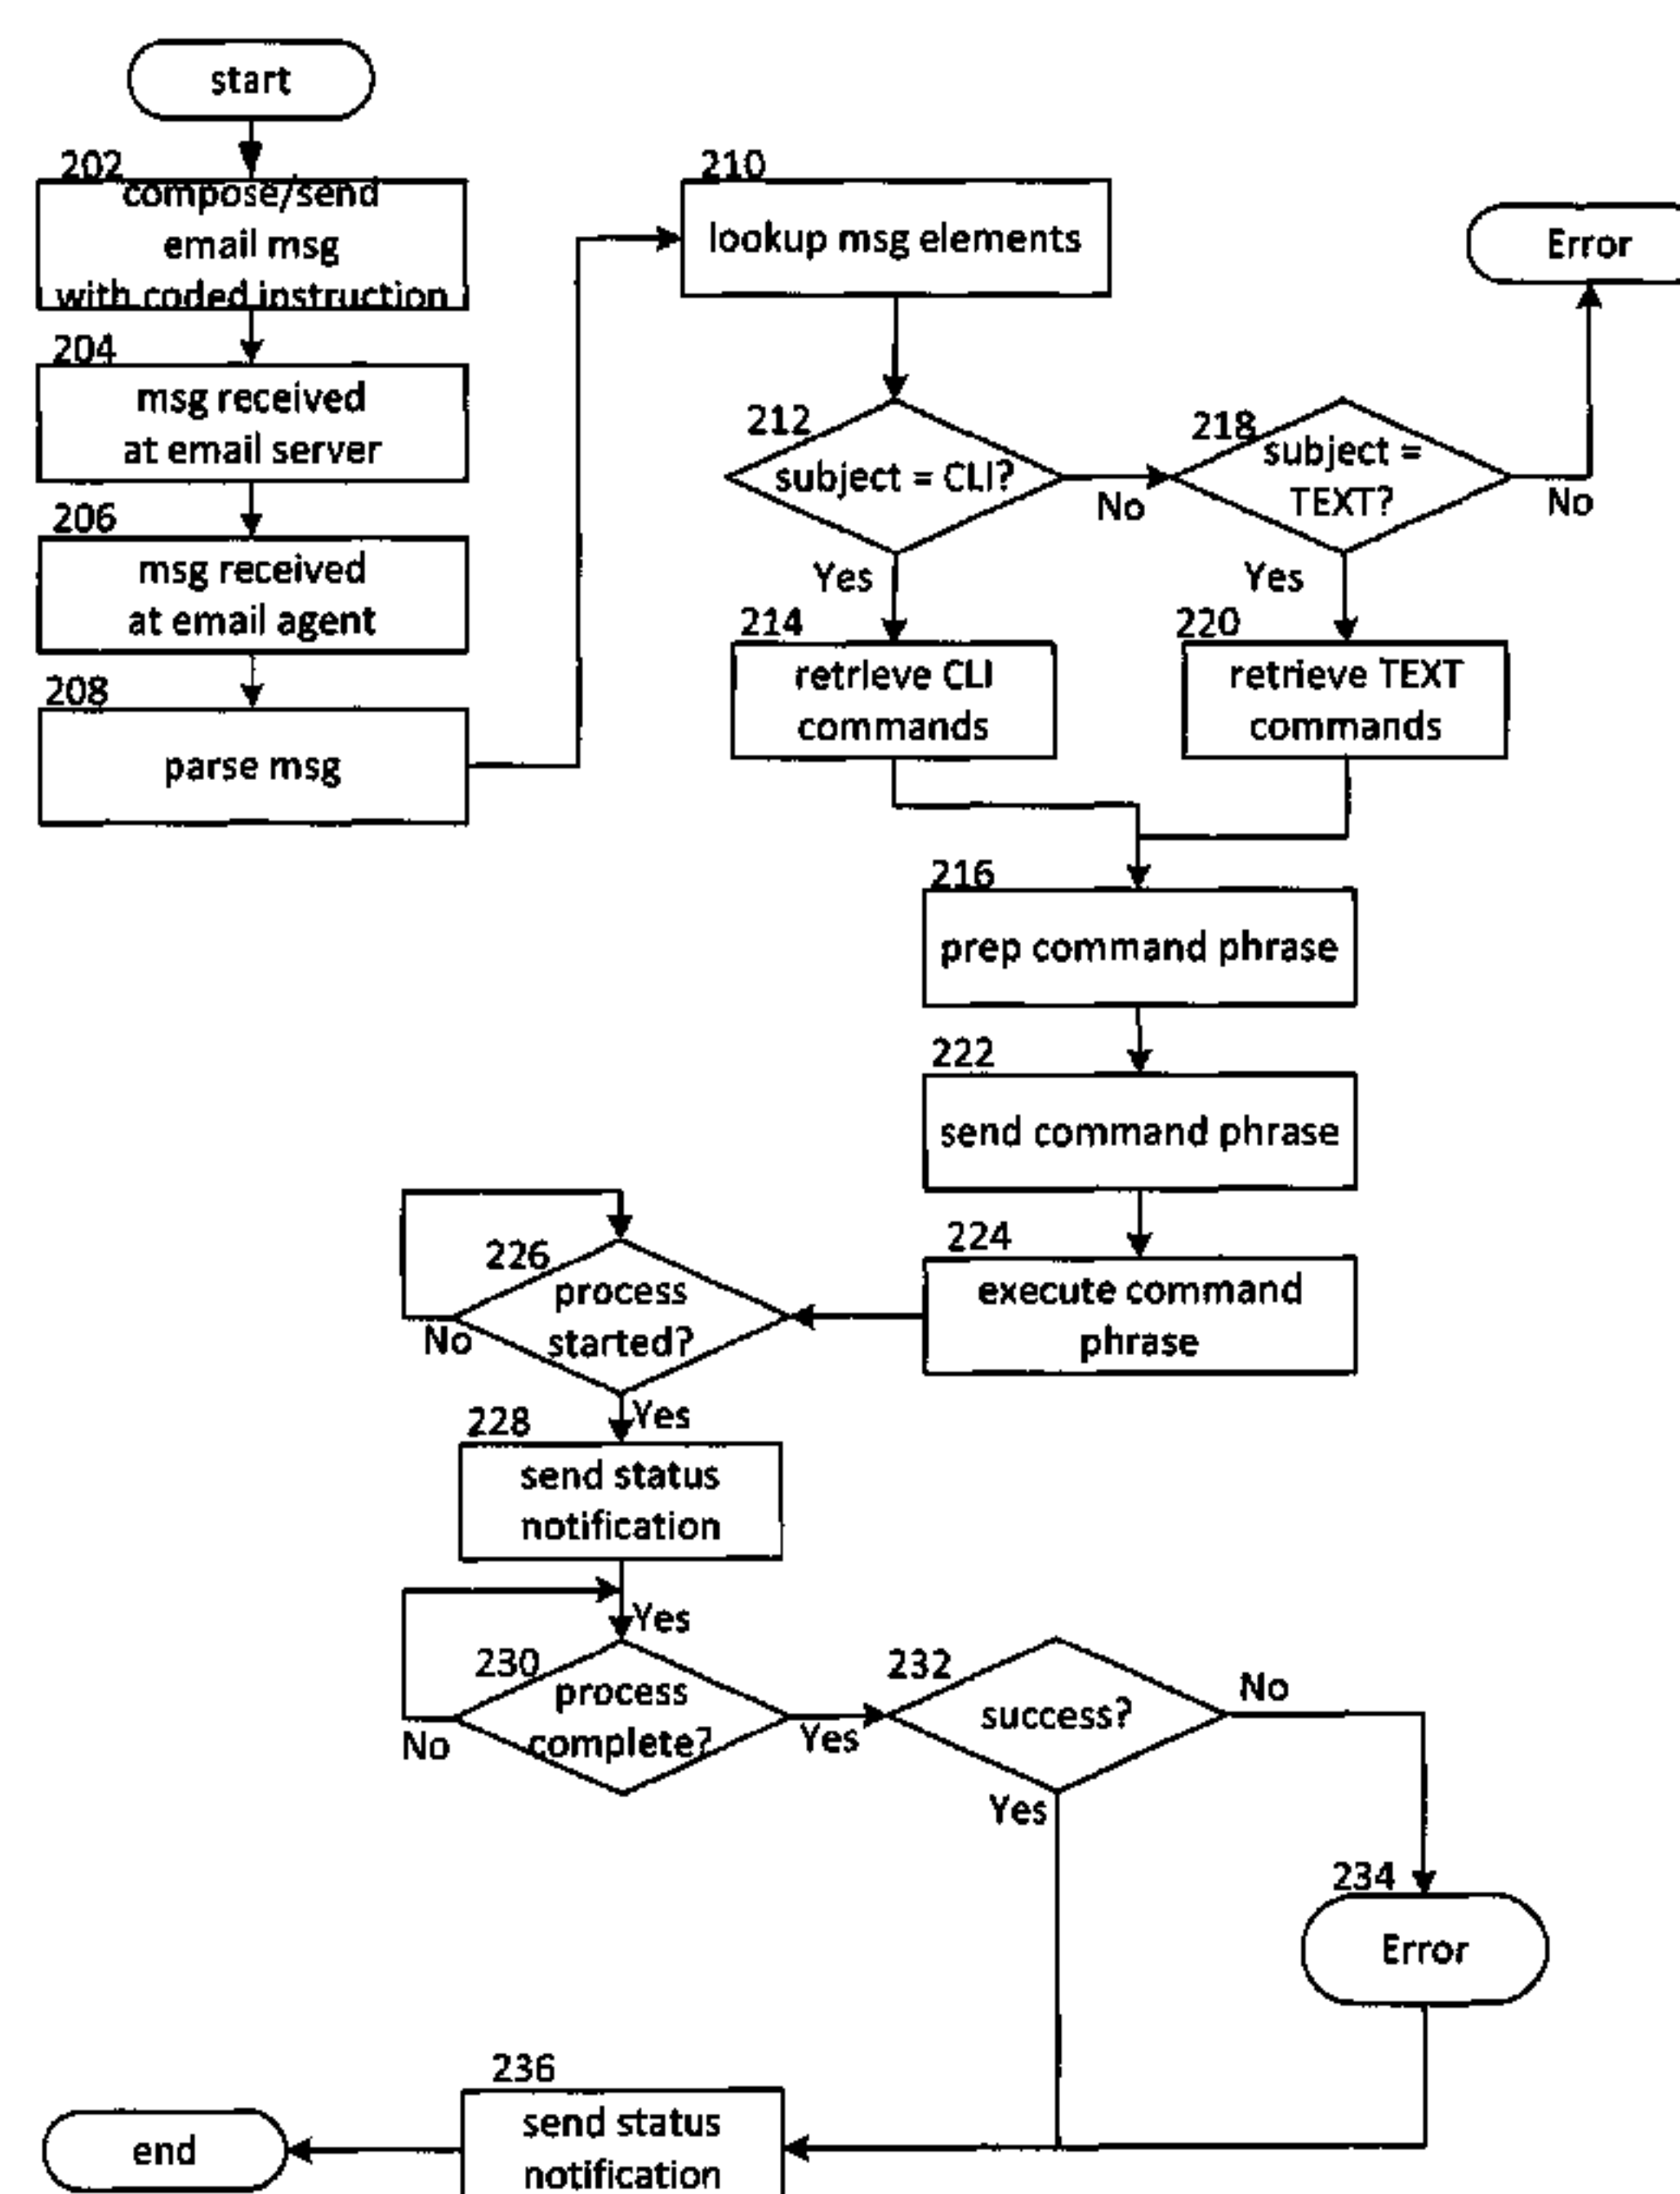 start
202
compose/send
email msg
with coded instruction
204
msg received
at email server
206
msg received
at email agent
208
parse msg
210
lookup msg elements
Error
212
subject = CLI?
No
218
subject =
TEXT?
No
Yes
214
retrieve CLI
commands
Yes
220
retrieve TEXT
commands
216
prep command phrase
222
send command phrase
224
execute command
phrase
226
process
started?
No
Yes
228
send status
notification
Yes
230
process
complete?
No
Yes
232
success?
No
Yes
234
Error
236
send status
notification
end